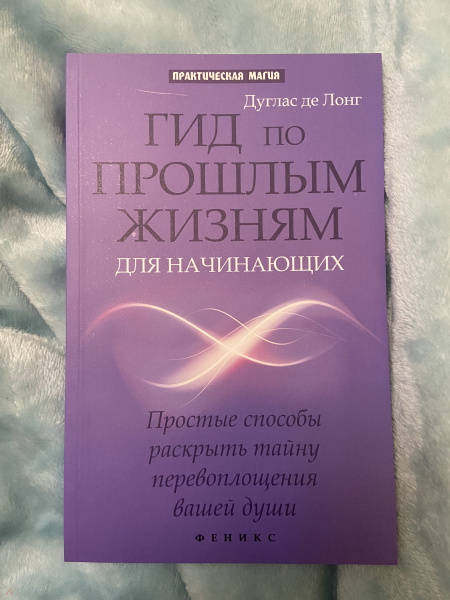 ПРАКТИЧЕСКАЯ МАГИЯ
Дуглас де Лонг
ГИД ПО
ПРОШЛЫМ
ЖИЗНЯМ
ДЛЯ НАЧИНАЮЩИХ
Простые способы
раскрыть тайну
перевоплощения
вашей души
ФЕНИКС